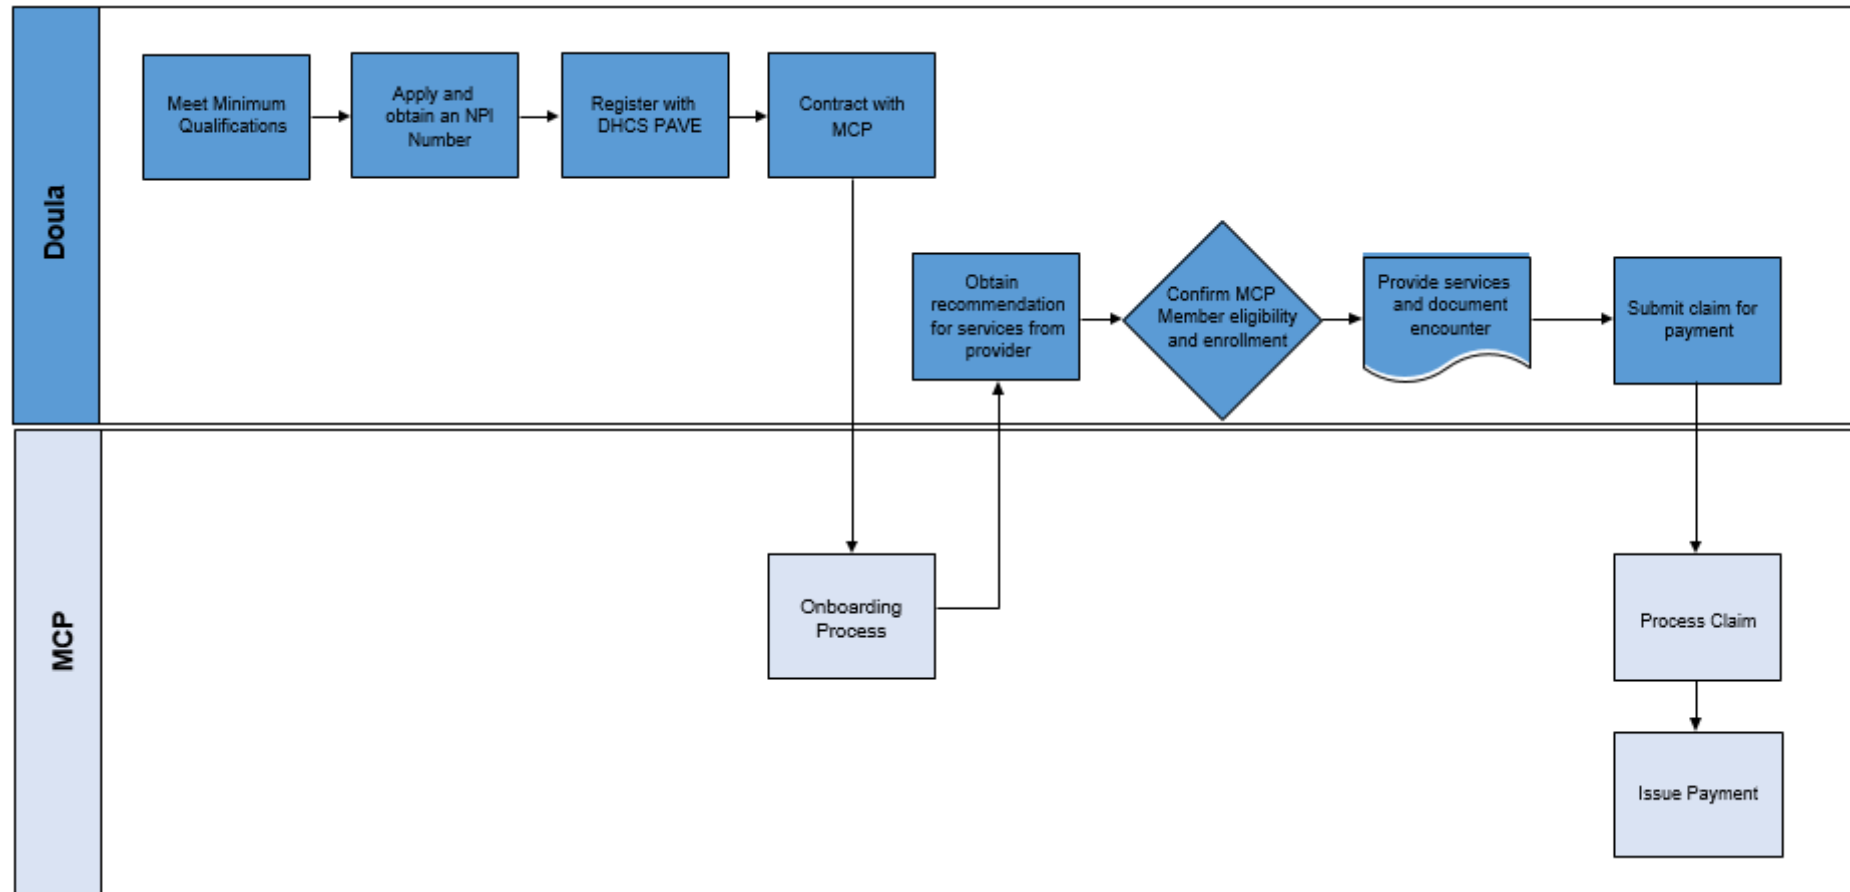 Doula
Meet Minimum
Qualifications
Apply and
obtain an NPI
Number
Register with
DHCS PAVE
Contract with
MCP
Obtain
recommendation
for services from
provider
Confirm MCP
Member eligibility
and enrollment
Provide services
and document
encounter
Submit claim for
payment
MCP
Onboarding
Process
Process Claim
Issue Payment